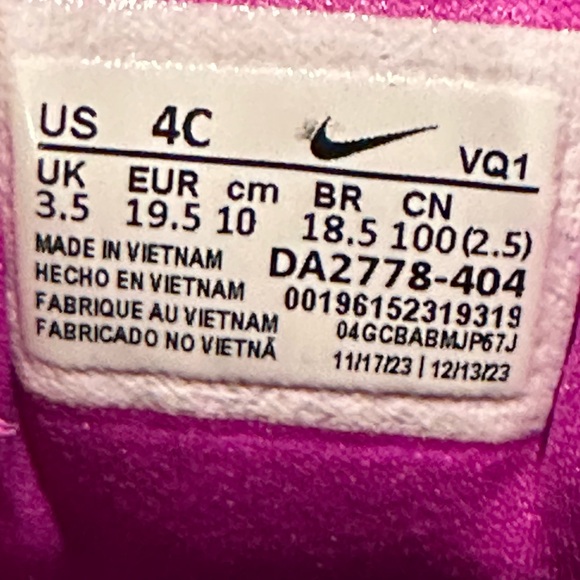 US 4C VQ1
UK EUR cm BR CN
3.5 19.5 10 18.5 100(2.5)
MADE IN VIETNAM
HECHO EN VIETNAM
FABRIQUE AU VIETNAM
FABRICADO NO VIETNÃ
DA2778-404
00196152319319
04GCBABMJP67J
11/17/23 | 12/13/23